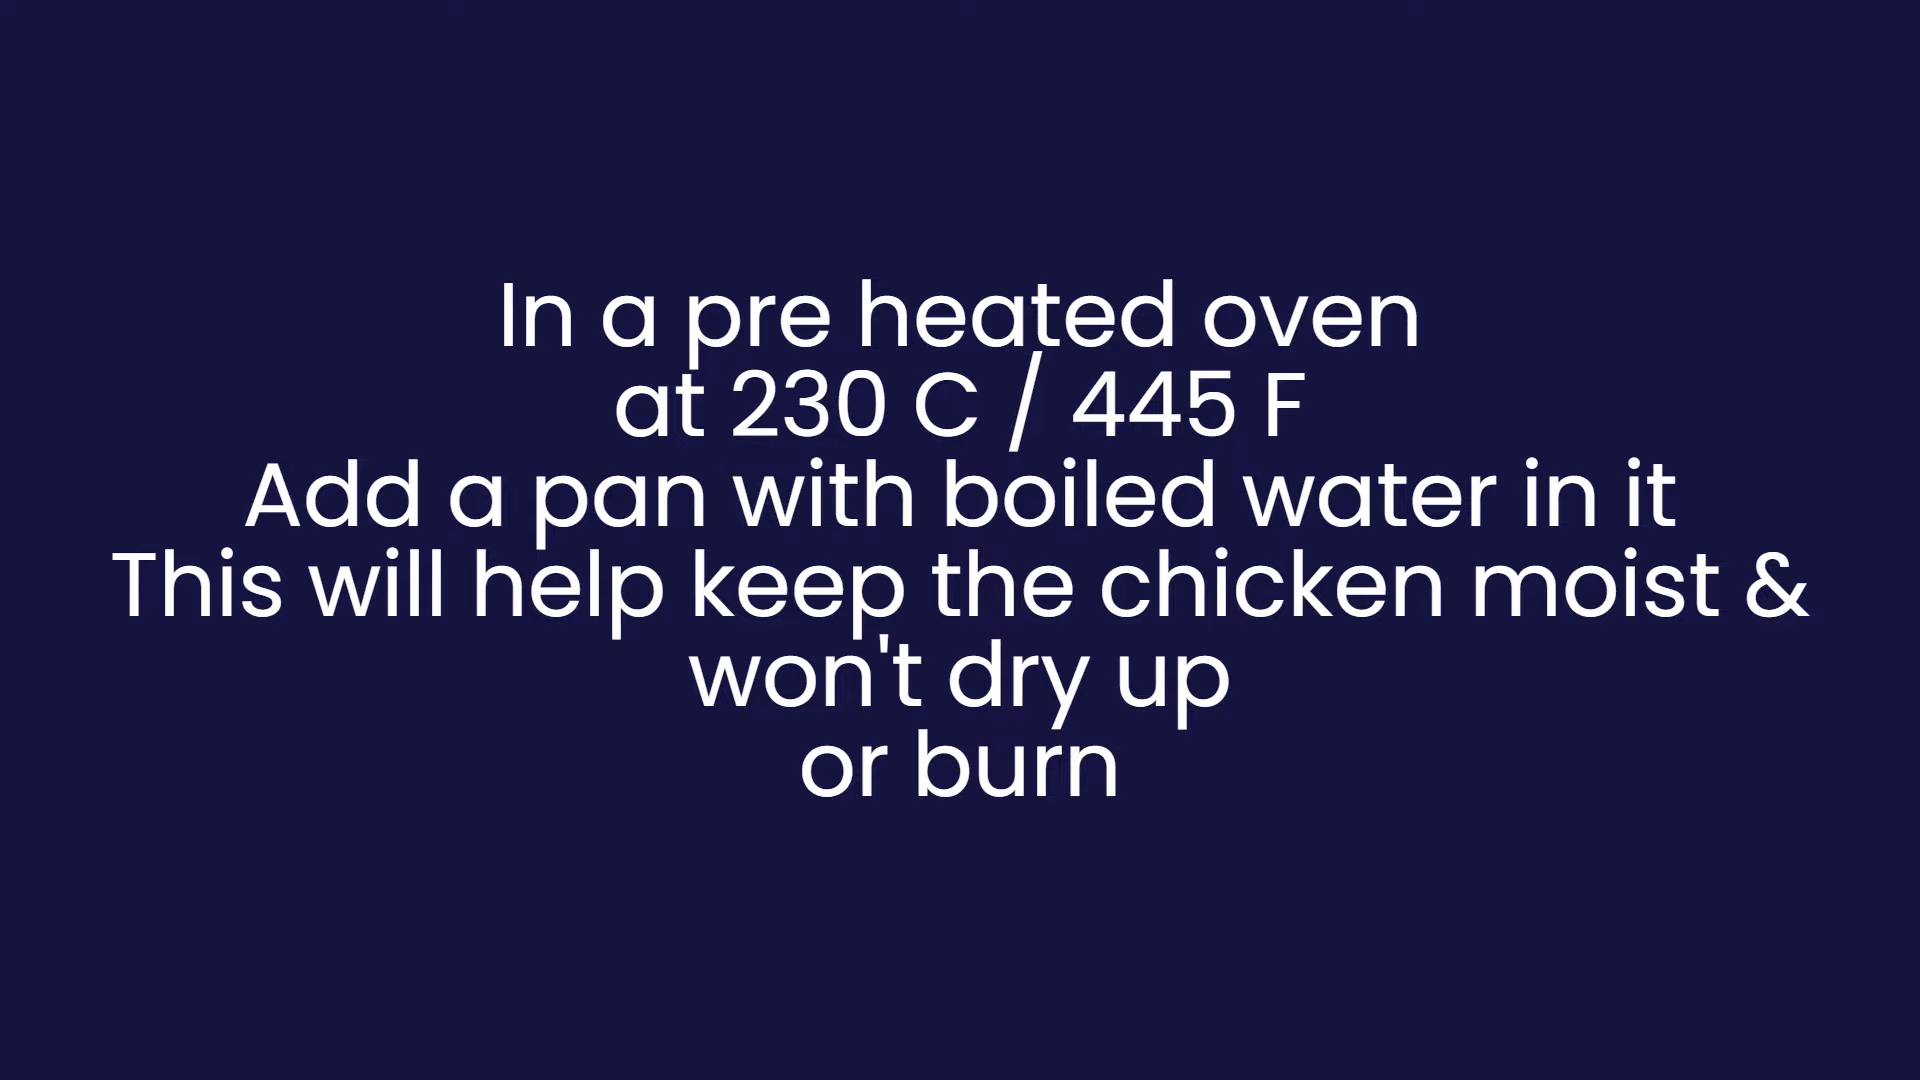 In a pre heated oven
at 230 C / 445 F
Add a pan with boiled water in it
This will help keep the chicken moist &
won't dry up
or burn